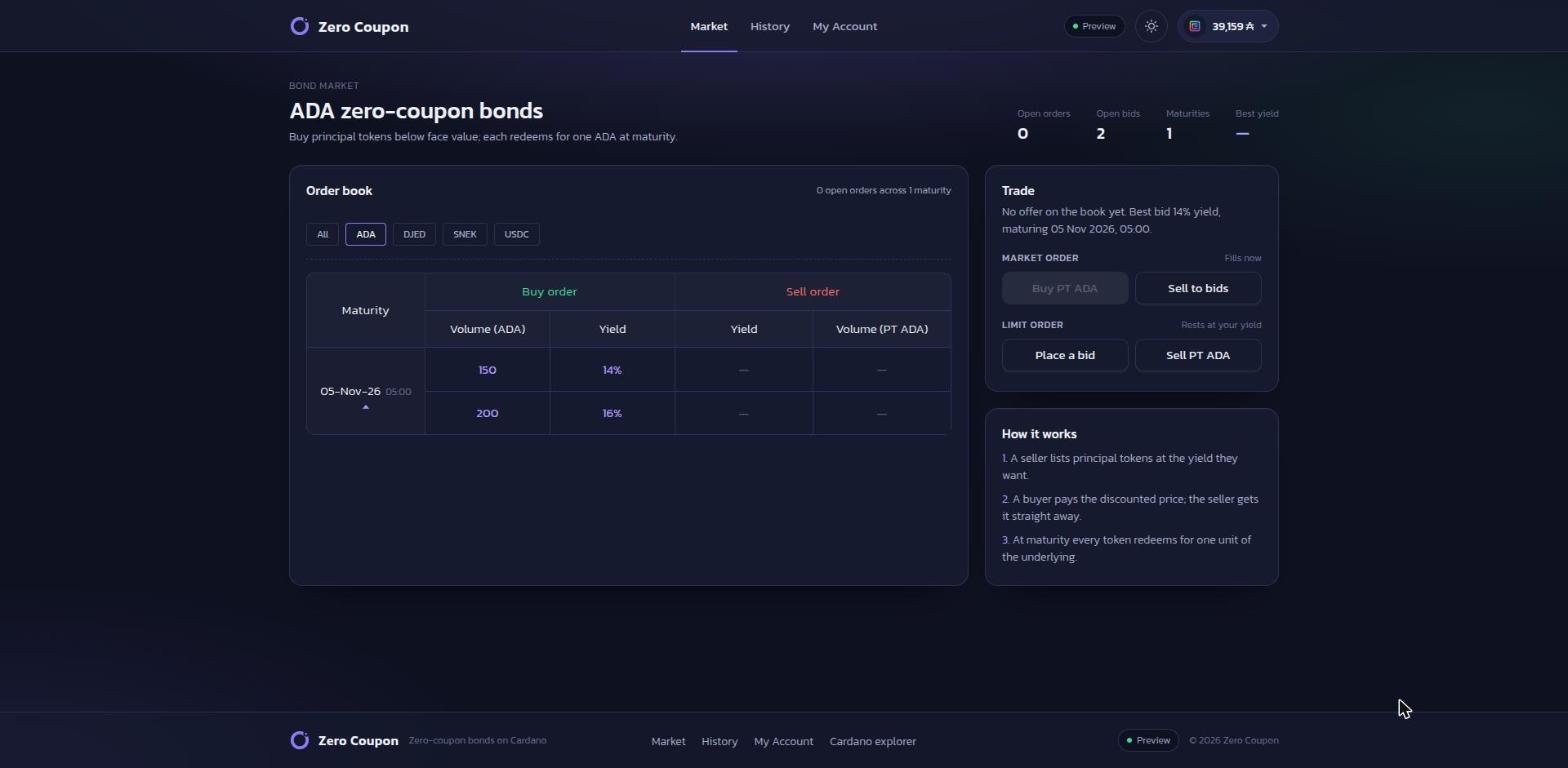 Zero Coupon
Market History My Account
Preview
39,159 ₳
BOND MARKET
ADA zero-coupon bonds
Buy principal tokens below face value; each redeems for one ADA at maturity.
Open orders Open bids Maturities Best yield
0 2 1 —
Order book
0 open orders across 1 maturity
All ADA DJED SNEK USDC
Maturity
Buy order Sell order
Volume (ADA) Yield Yield Volume (PT ADA)
150 14% — —
05-Nov-26 05:00
200 16% — —
Trade
No offer on the book yet. Best bid 14% yield,
maturing 05 Nov 2026, 05:00.
MARKET ORDER Fills now
Buy PT ADA Sell to bids
LIMIT ORDER Rests at your yield
Place a bid Sell PT ADA
How it works
1. A seller lists principal tokens at the yield they
want.
2. A buyer pays the discounted price; the seller gets
it straight away.
3. At maturity every token redeems for one unit of
the underlying.
Zero Coupon Zero-coupon bonds on Cardano
Market History My Account Cardano explorer
Preview © 2026 Zero Coupon